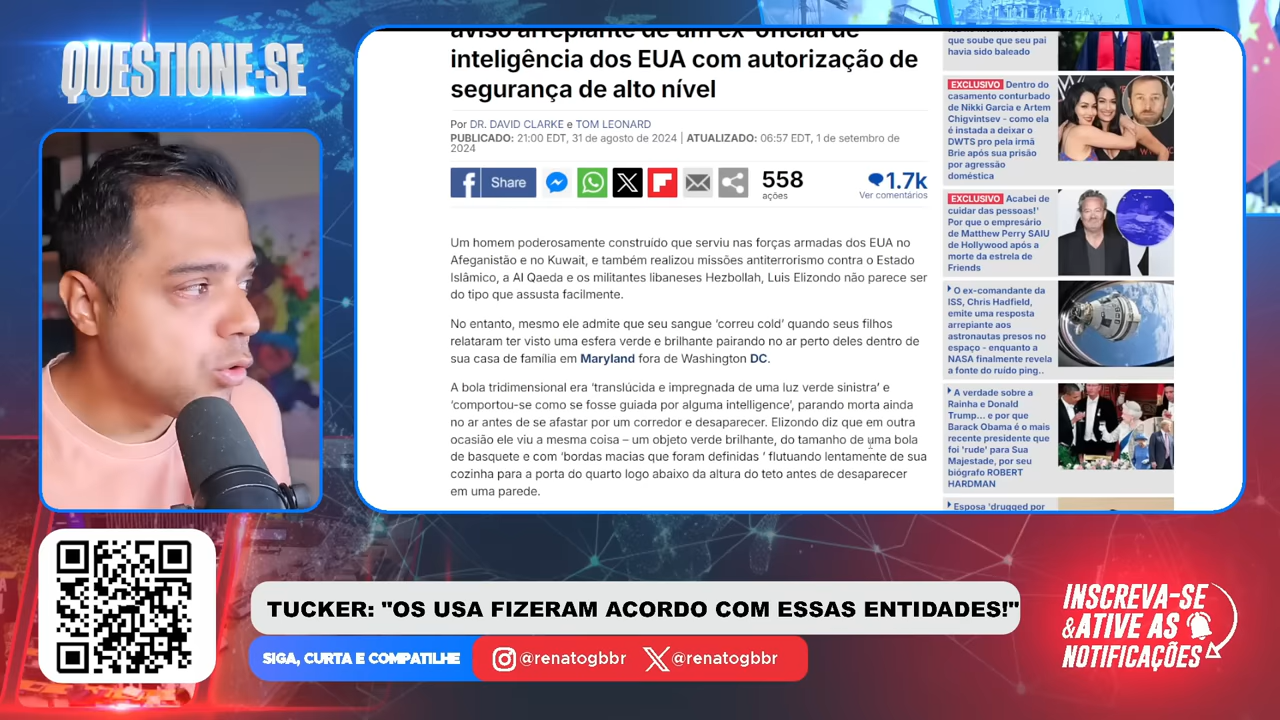 QUESTIONE-SE
aviso arrepiante de um ex-oficial de
inteligência dos EUA com autorização de
segurança de alto nível
Por DR. DAVID CLARKE e TOM LEONARD
PUBLICADO: 21:00 EDT, 31 de agosto de 2024 | ATUALIZADO: 06:57 EDT, 1 de setembro de
2024
Share
558
ações
1.7k
Ver comentários
Um homem poderosamente construído que serviu nas forças armadas dos EUA no
Afeganistão e no Kuwait, e também realizou missões antiterrorismo contra o Estado
Islâmico, a Al Qaeda e os militantes libaneses Hezbollah, Luis Elizondo não parece ser
do tipo que assusta facilmente.
No entanto, mesmo ele admite que seu sangue ‘correu cold’ quando seus filhos
relataram ter visto uma esfera verde e brilhante pairando no ar perto deles dentro de
sua casa de família em Maryland fora de Washington DC.
A bola tridimensional era ‘translúcida e impregnada de uma luz verde sinistra’ e
‘comportou-se como se fosse guiada por alguma intelligence’, parando morta ainda
no ar antes de se afastar por um corredor e desaparecer. Elizondo diz que em outra
ocasião ele viu a mesma coisa – um objeto verde brilhante, do tamanho de uma bola
de basquete e com ‘bordas macias que foram definidas ‘ flutuando lentamente de sua
cozinha para a porta do quarto logo abaixo da altura do teto antes de desaparecer
em uma parede.
que soube que seu pai
havia sido baleado
EXCLUSIVO Dentro do
casamento conturbado
de Nikki Garcia e Artem
Chigvintsev - como ela
é instada a deixar o
DWTS pro pela irmã
Brie após sua prisão
por agressão
doméstica
EXCLUSIVO Acabei de
cuidar das pessoas!'
Por que o empresário
de Matthew Perry SAIU
de Hollywood após a
morte da estrela de
Friends
O ex-comandante da
ISS, Chris Hadfield,
emite uma resposta
arrepiante aos
astronautas presos no
espaço - enquanto a
NASA finalmente revela
a fonte do ruído ping..
A verdade sobre a
Rainha e Donald
Trump... e por que
Barack Obama é o mais
recente presidente que
foi 'rude' para Sua
Majestade, por seu
biógrafo ROBERT
HARDMAN
Esposa 'drugged por
TUCKER: "OS USA FIZERAM ACORDO COM ESSAS ENTIDADES!"
SIGA, CURTA E COMPATILHE
@renatogbbr
@renatogbbr
INSCREVA-SE
&ATIVE AS
NOTIFICAÇÕES